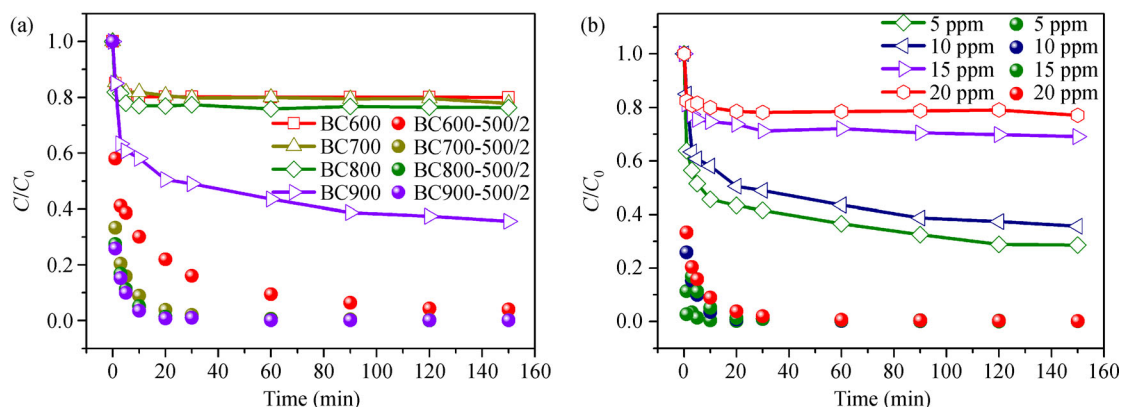 (a)
1.0
0.8
0.6
0.4
0.2
0.0
C/C0
BC600 BC600-500/2
BC700 BC700-500/2
BC800 BC800-500/2
BC900 BC900-500/2
0 20 40 60 80 100 120 140 160
Time (min)
(b)
1.0
0.8
0.6
0.4
0.2
0.0
C/C0
5 ppm 5 ppm
10 ppm 10 ppm
15 ppm 15 ppm
20 ppm 20 ppm
0 20 40 60 80 100 120 140 160
Time (min)